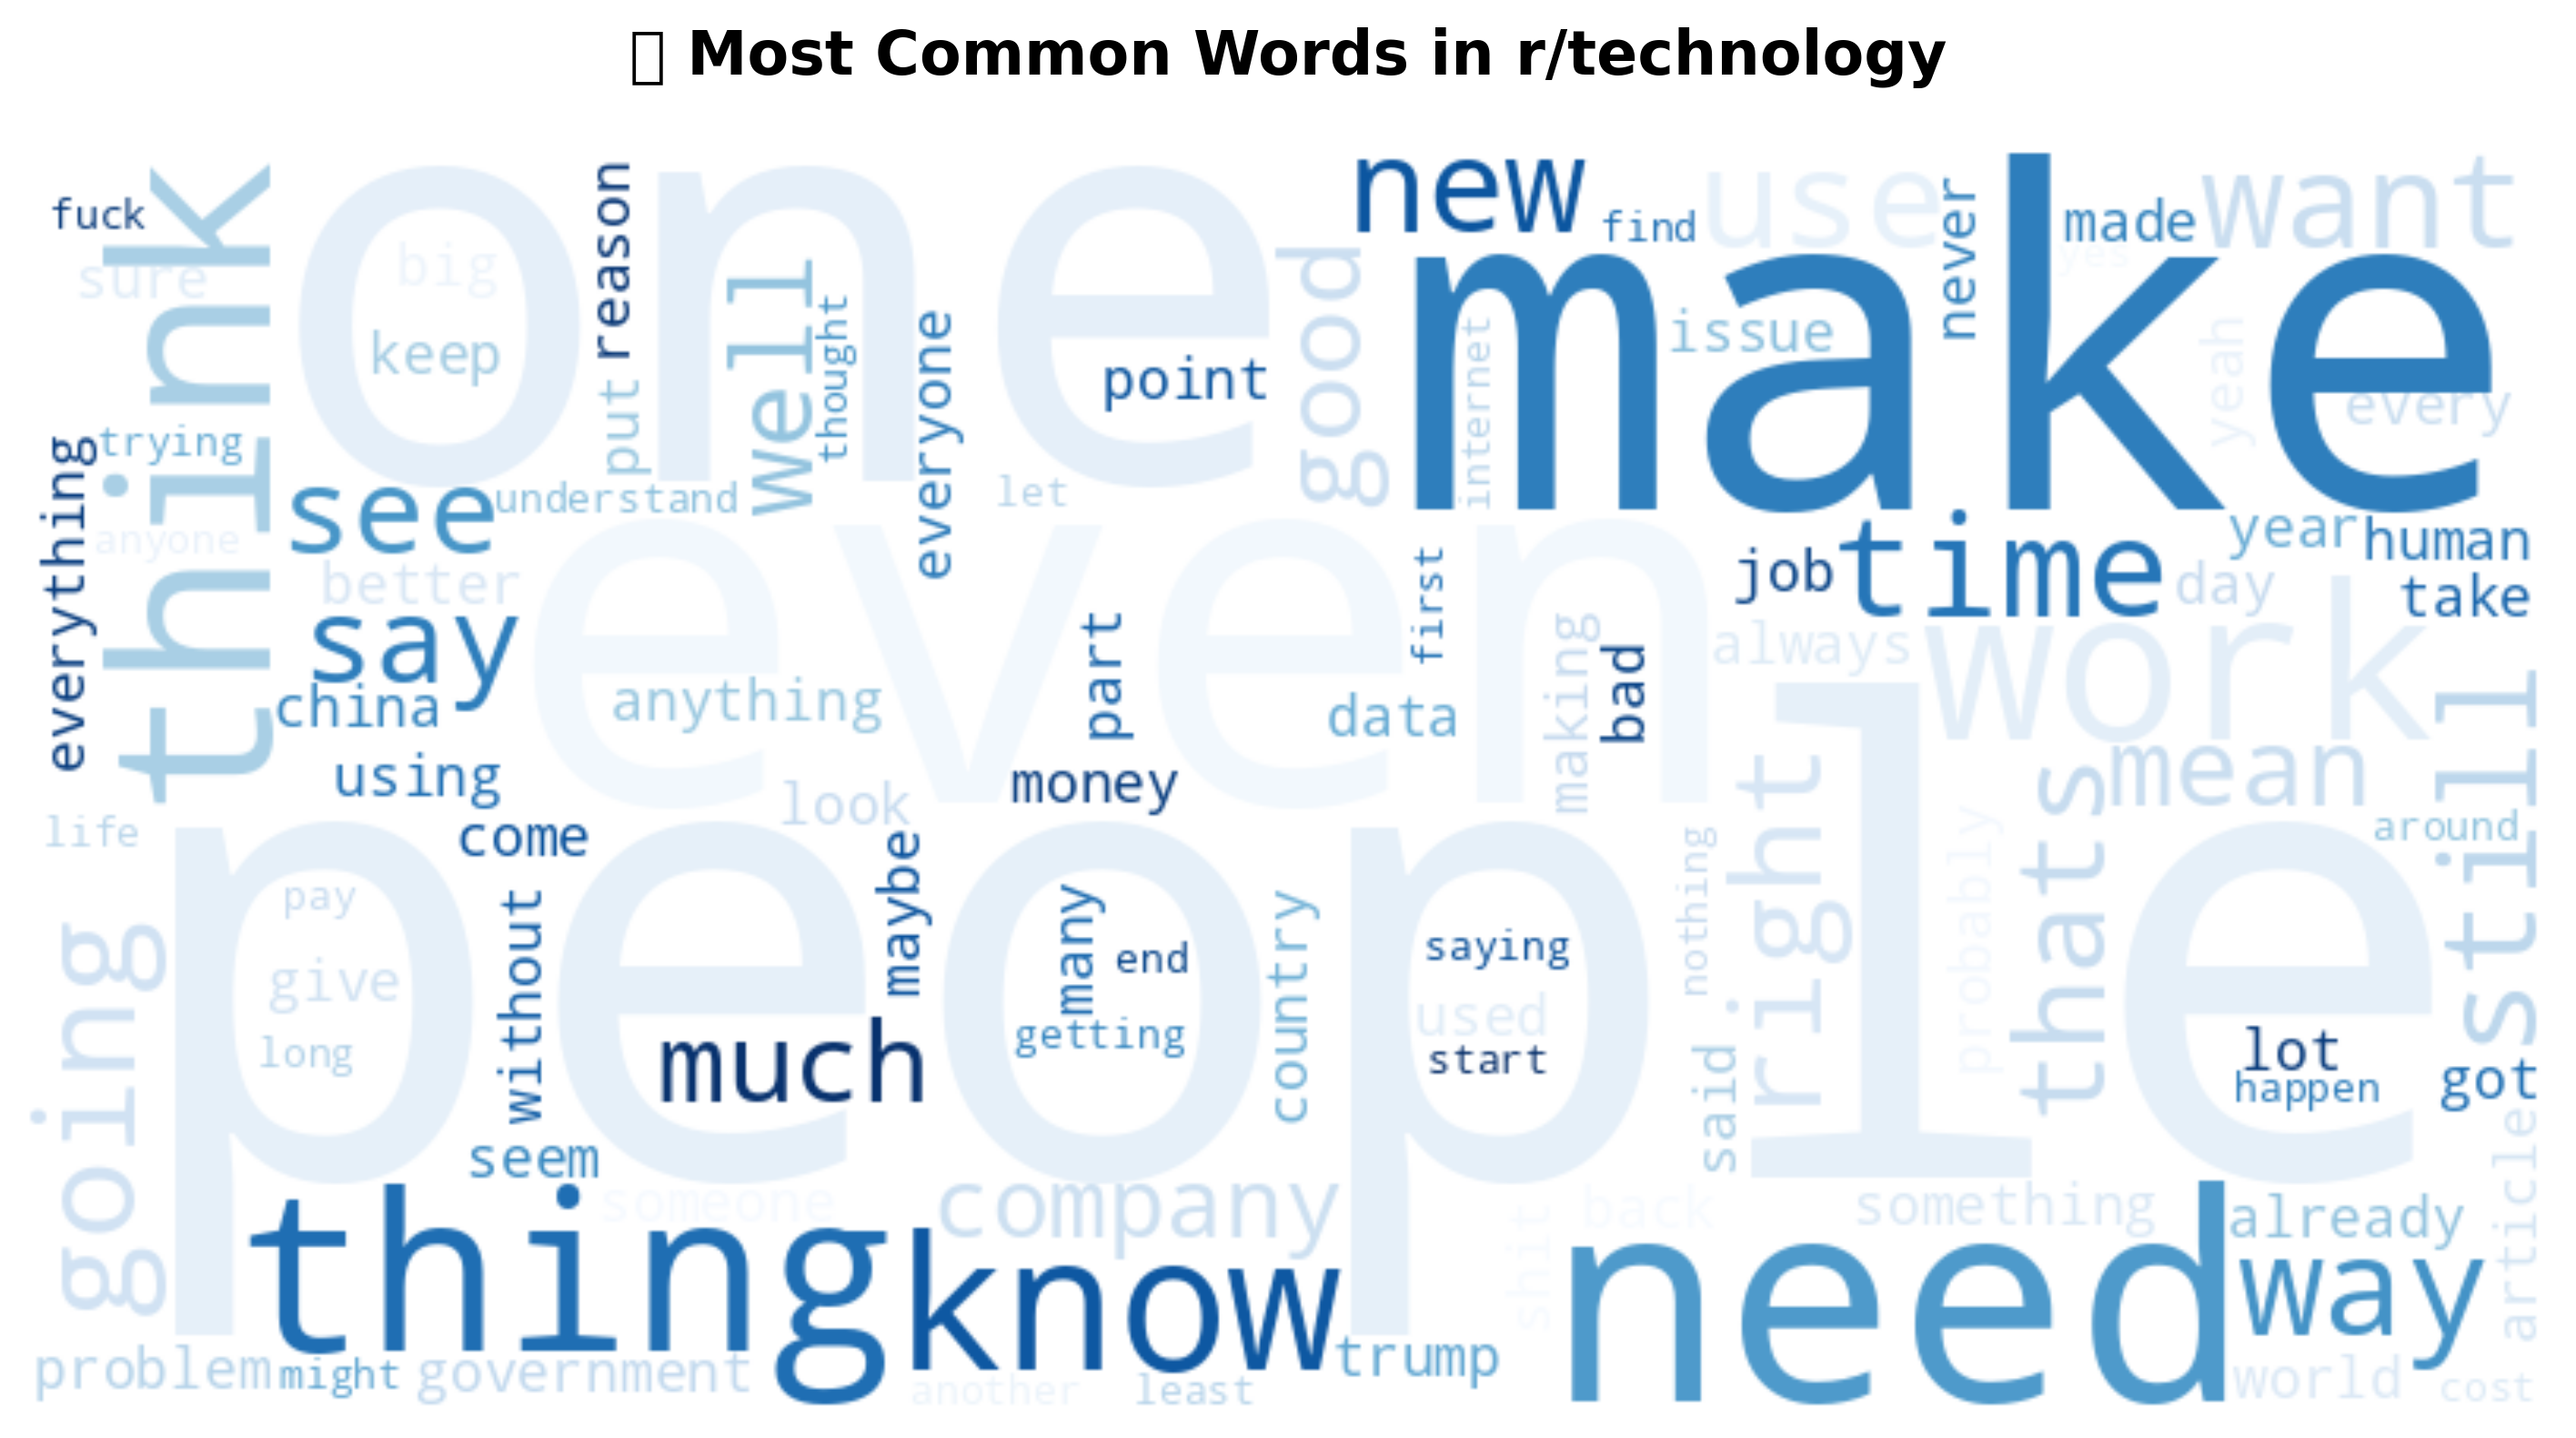 Most Common Words in r/technology
fuck
think
one
reason
new
find
use
never
made
want
sure
big
keep
put
well
thought
everyone
point
good
internet
make
issue
yes
yeah
every
everything
trying
see
understand
let
anyone
better
even
first
job
time
year
human
day
take
say
china
anything
part
data
making
bad
always
work
still
using
look
money
mean
thats
right
life
come
maybe
around
people
pay
give
long
without
many
end
getting
country
saying
used
start
nothing
probably
much
said
lot
happen
got
going
seem
someone
company
shit
back
something
already
article
thing
know
need
way
problem
might
government
another
least
trump
world
cost